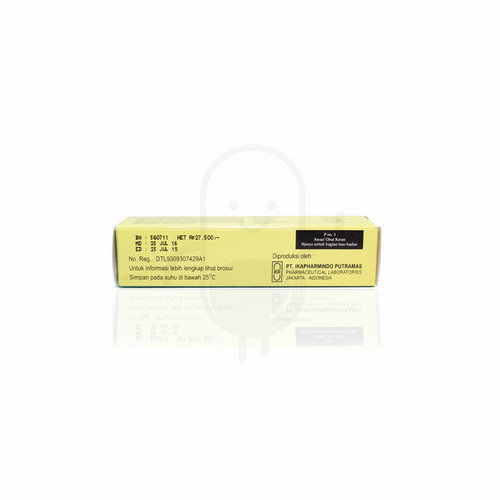 BN : 560711 HET Rp27.500,-
MD : 25 JUL 16
ED : 25 JUL 19
No. Reg. : DTL9309307429A1
Untuk informasi lebih lengkap lihat brosur
Simpan pada suhu di bawah 25°C
P no. 3
Awas! Obat Keras
Hanya untuk bagian luar badan
Diproduksi oleh :
PT. IKAPHARMINDO PUTRAMAS
PHARMACEUTICAL LABORATORIES
JAKARTA - INDONESIA